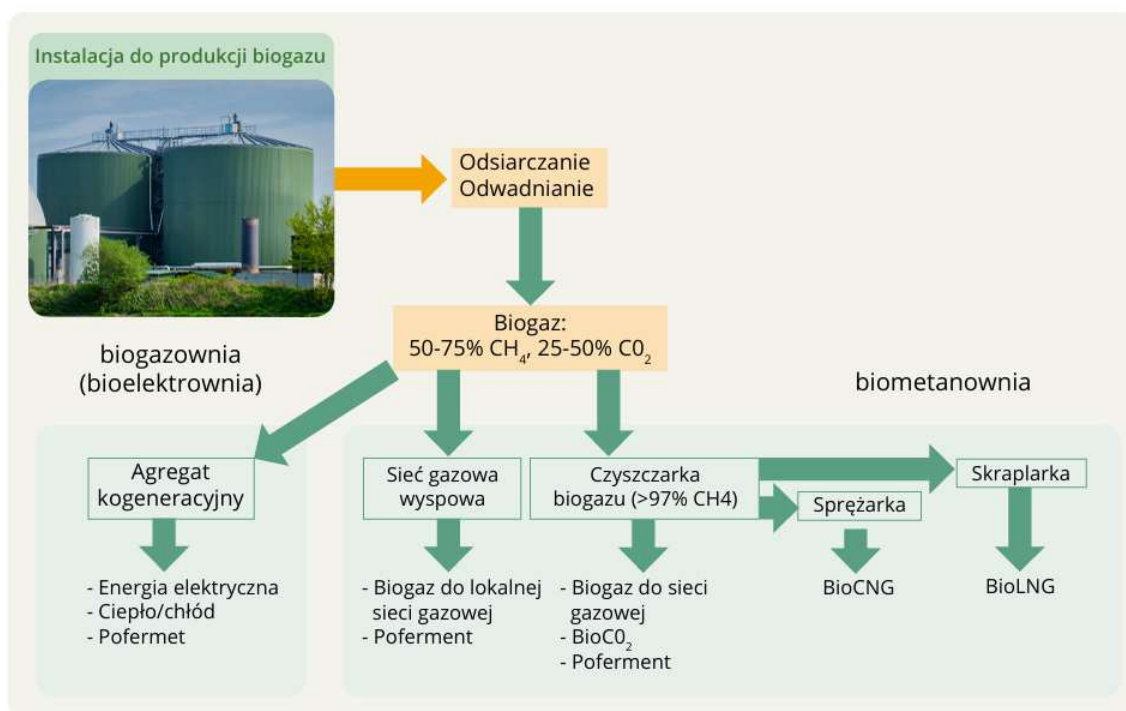 Instalacja do produkcji biogazu
Odsiarczanie
Odwadnianie
Biogaz:
50-75% CH₄, 25-50% C0₂
biogazownia
(bioelektrownia)
biometanownia
Agregat
kogeneracyjny
Sieć gazowa
wyspowa
Czyszczarka
biogazu (>97% CH4)
Skraplarka
Sprężarka
- Energia elektryczna
- Ciepło/chłód
- Pofermet
- Biogaz do lokalnej
sieci gazowej
- Poferment
- Biogaz do sieci
gazowej
- BioC0₂
- Poferment
BioCNG
BioLNG